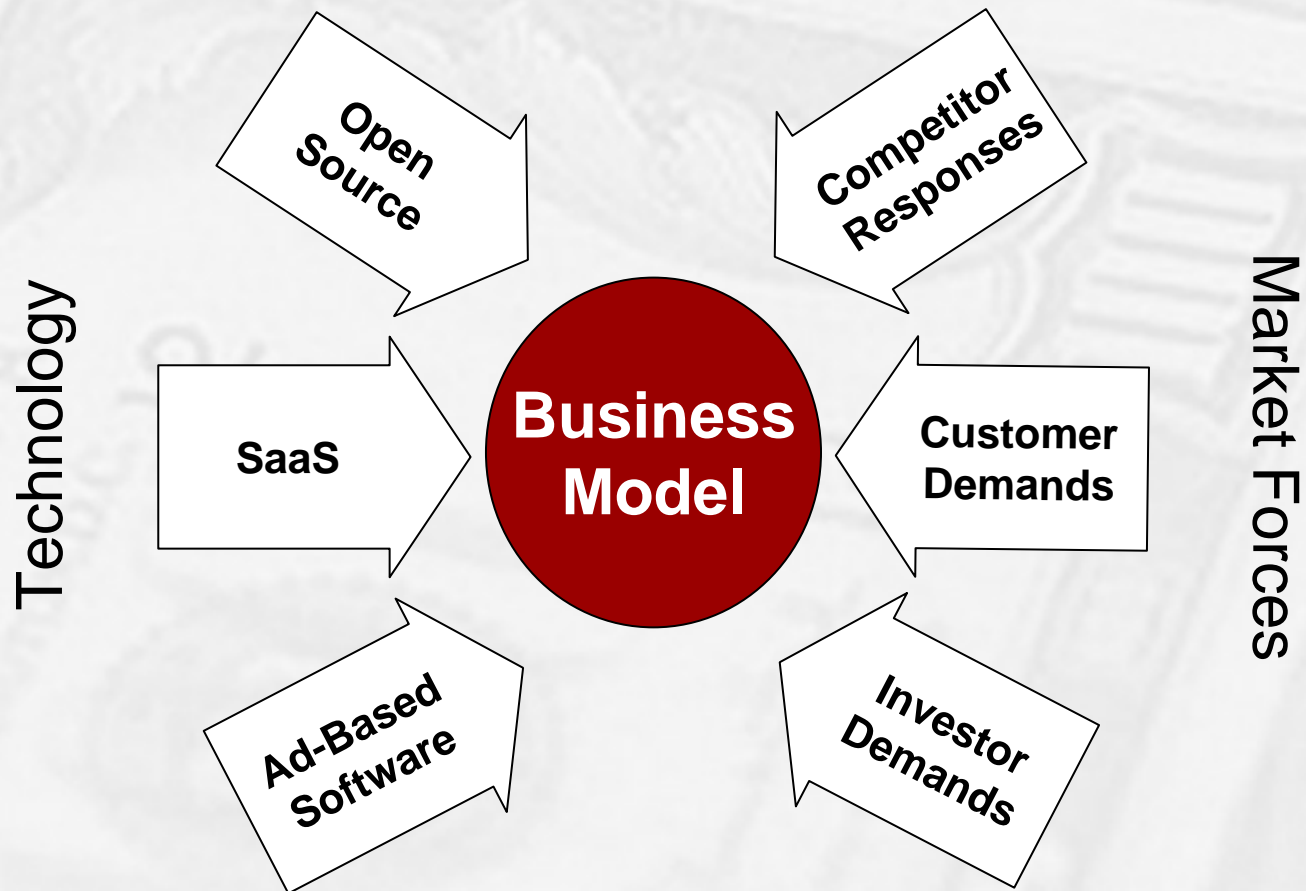 Technology
Open
Source
SaaS
Ad-Based
Software
Business
Model
Competitor
Responses
Customer
Demands
Investor
Demands
Market Forces